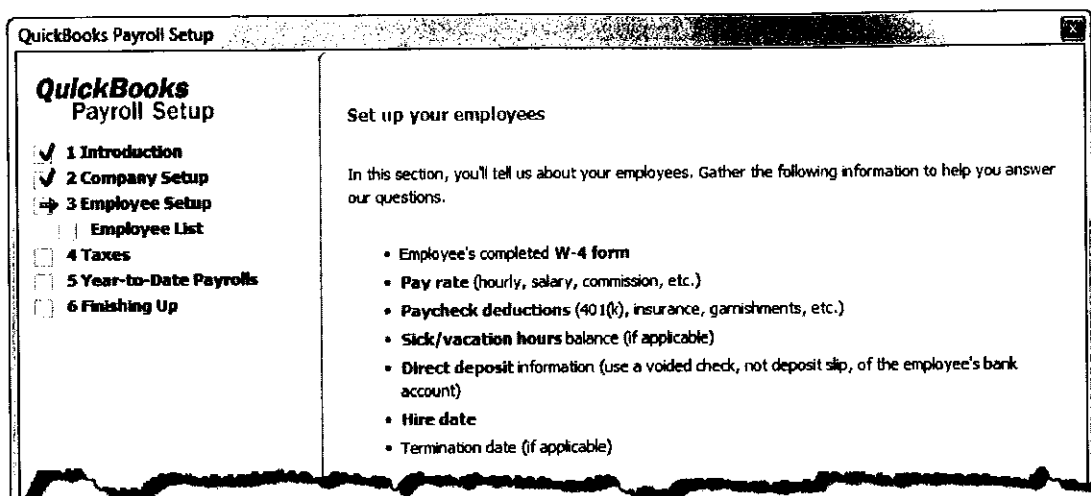 QuickBooks Payroll Setup
QuickBooks
Payroll Setup
1 Introduction
2 Company Setup
3 Employee Setup
Employee List
4 Taxes
5 Year-to-Date Payrolls
6 Finishing Up
Set up your employees
In this section, you'll tell us about your employees. Gather the following information to help you answer
our questions.
• Employee's completed W-4 form
• Pay rate (hourly, salary, commission, etc.)
• Paycheck deductions (401(k), insurance, garnishments, etc.)
• Sick/vacation hours balance (if applicable)
• Direct deposit information (use a voided check, not deposit slip, of the employee's bank
account)
• Hire date
• Termination date (if applicable)